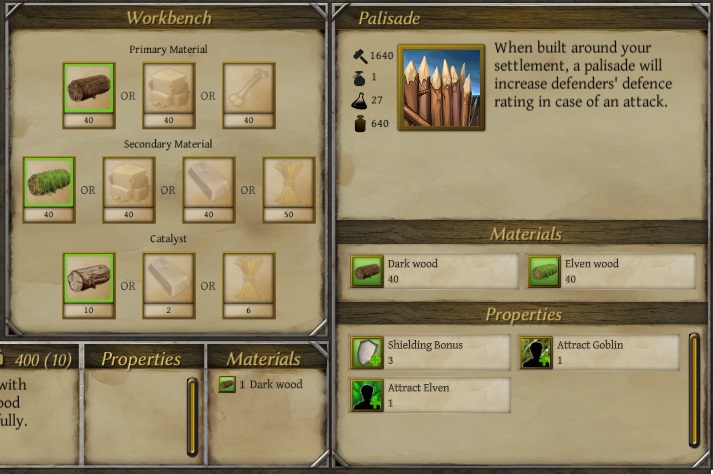 Workbench
Primary Material
OR OR
40 40 40
Secondary Material
OR OR OR
40 40 40 50
Catalyst
OR OR
10 2 6
400 (10)
with
ood
fully.
Properties
Materials
1 Dark wood
Palisade
1640
1
27
640
When built around your
settlement, a palisade will
increase defenders' defence
rating in case of an attack.
Materials
Dark wood
40
Elven wood
40
Properties
Shielding Bonus
3
Attract Goblin
1
Attract Elven
1